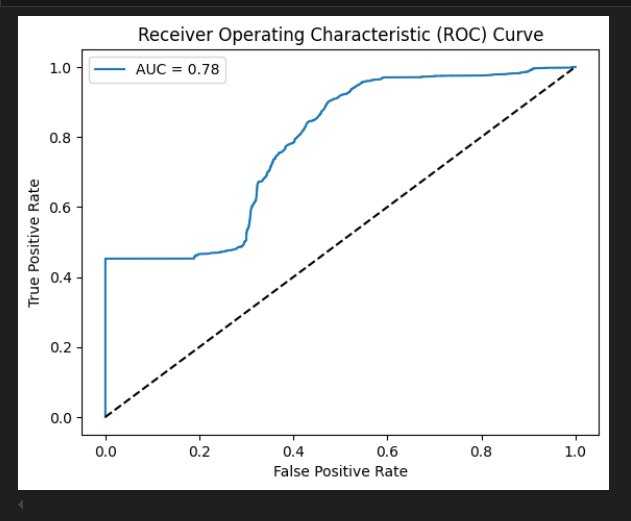 Receiver Operating Characteristic (ROC) Curve
AUC = 0.78
True Positive Rate
1.0
0.8
0.6
0.4
0.2
0.0
0.0 0.2 0.4 0.6 0.8 1.0
False Positive Rate